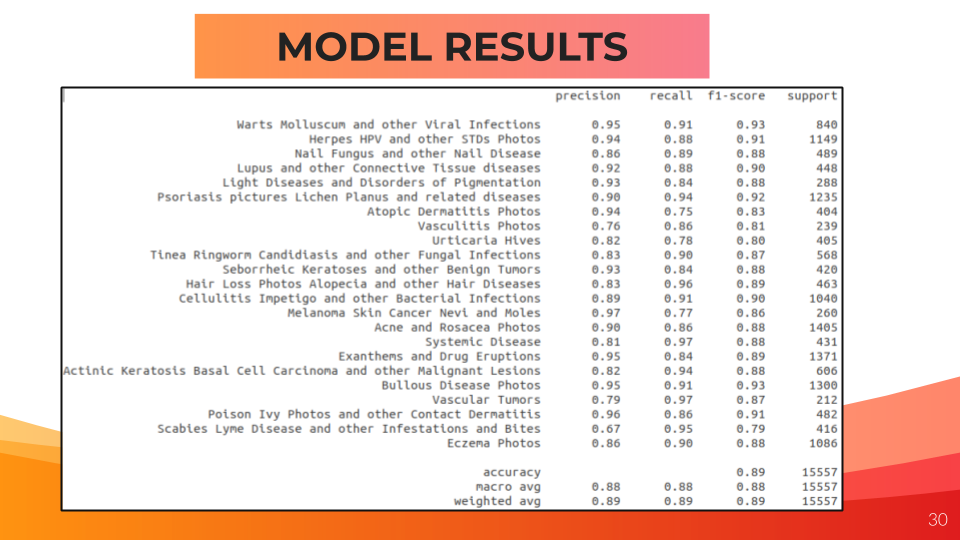 MODEL RESULTS
precision recall f1-score support
Warts Molluscum and other Viral Infections 0.95 0.91 0.93 840
Herpes HPV and other STDs Photos 0.94 0.88 0.91 1149
Nail Fungus and other Nail Disease 0.86 0.89 0.88 489
Lupus and other Connective Tissue diseases 0.92 0.88 0.90 448
Light Diseases and Disorders of Pigmentation 0.93 0.84 0.88 288
Psoriasis pictures Lichen Planus and related diseases 0.90 0.94 0.92 1235
Atopic Dermatitis Photos 0.94 0.75 0.83 404
Vasculitis Photos 0.76 0.86 0.81 239
Urticaria Hives 0.82 0.78 0.80 405
Tinea Ringworm Candidiasis and other Fungal Infections 0.83 0.90 0.87 568
Seborrheic Keratoses and other Benign Tumors 0.93 0.84 0.88 420
Hair Loss Photos Alopecia and other Hair Diseases 0.83 0.96 0.89 463
Cellulitis Impetigo and other Bacterial Infections 0.89 0.91 0.90 1040
Melanoma Skin Cancer Nevi and Moles 0.97 0.77 0.86 260
Acne and Rosacea Photos 0.90 0.86 0.88 1405
Systemic Disease 0.81 0.97 0.88 431
Exanthems and Drug Eruptions 0.95 0.84 0.89 1371
Actinic Keratosis Basal Cell Carcinoma and other Malignant Lesions 0.82 0.94 0.88 606
Bullous Disease Photos 0.95 0.91 0.93 1300
Vascular Tumors 0.79 0.97 0.87 212
Poison Ivy Photos and other Contact Dermatitis 0.96 0.86 0.91 482
Scabies Lyme Disease and other Infestations and Bites 0.67 0.95 0.79 416
Eczema Photos 0.86 0.90 0.88 1086
accuracy 0.89 15557
macro avg 0.88 0.88 0.88 15557
weighted avg 0.89 0.89 0.89 15557
30